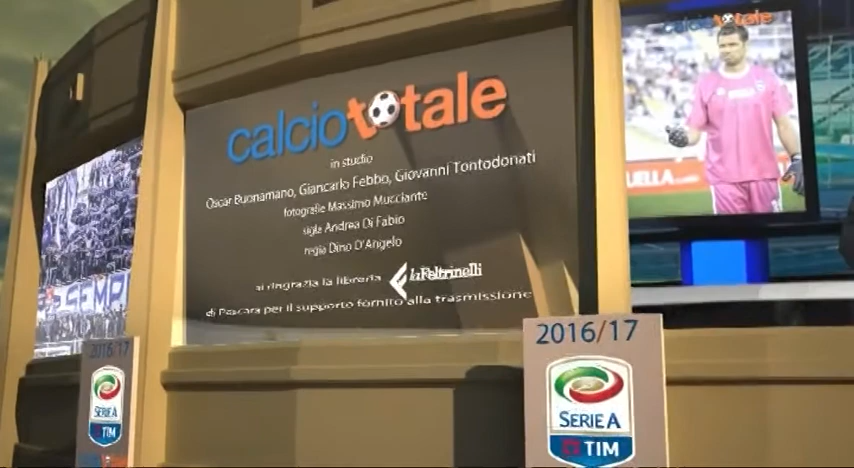 calciototale
calciototale
in studio
Oscar Buonamano, Giancarlo Febbo, Giovanni Tontodonati
fotografie Massimo Mucciante
sigla Andrea Di Fabio
regia Dino D'Angelo
si ringrazia la libreria laFeltrinelli
di Pescara per il supporto fornito alla trasmissione
UELLA
SEMPR
2016/17
SERIE A
TIM
2016/17
SERIE A
TIM